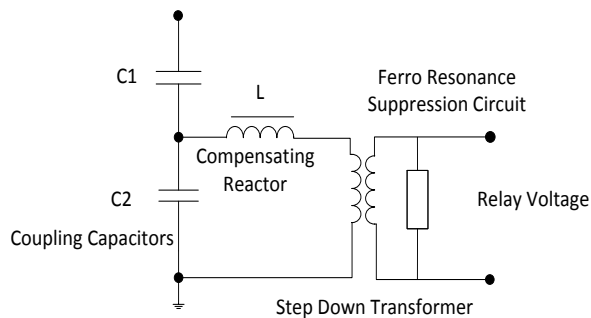 C1
L
Ferro Resonance
Suppression Circuit
Compensating
Reactor
C2
Relay Voltage
Coupling Capacitors
Step Down Transformer